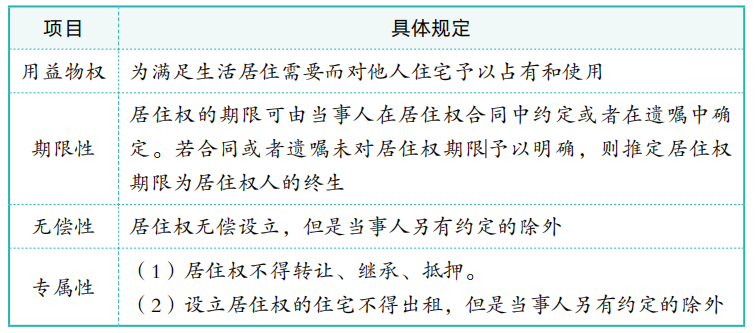 项目 具体规定
用益物权 为满足生活居住需要而对他人住宅予以占有和使用
居住权的期限可由当事人在居住权合同中约定或者在遗嘱中确
期限性 定。若合同或者遗嘱未对居住权期限予以明确，则推定居住权
期限为居住权人的终生
无偿性 居住权无偿设立，但是当事人另有约定的除外
专属性 （1）居住权不得转让、继承、抵押。
（2）设立居住权的住宅不得出租，但是当事人另有约定的除外